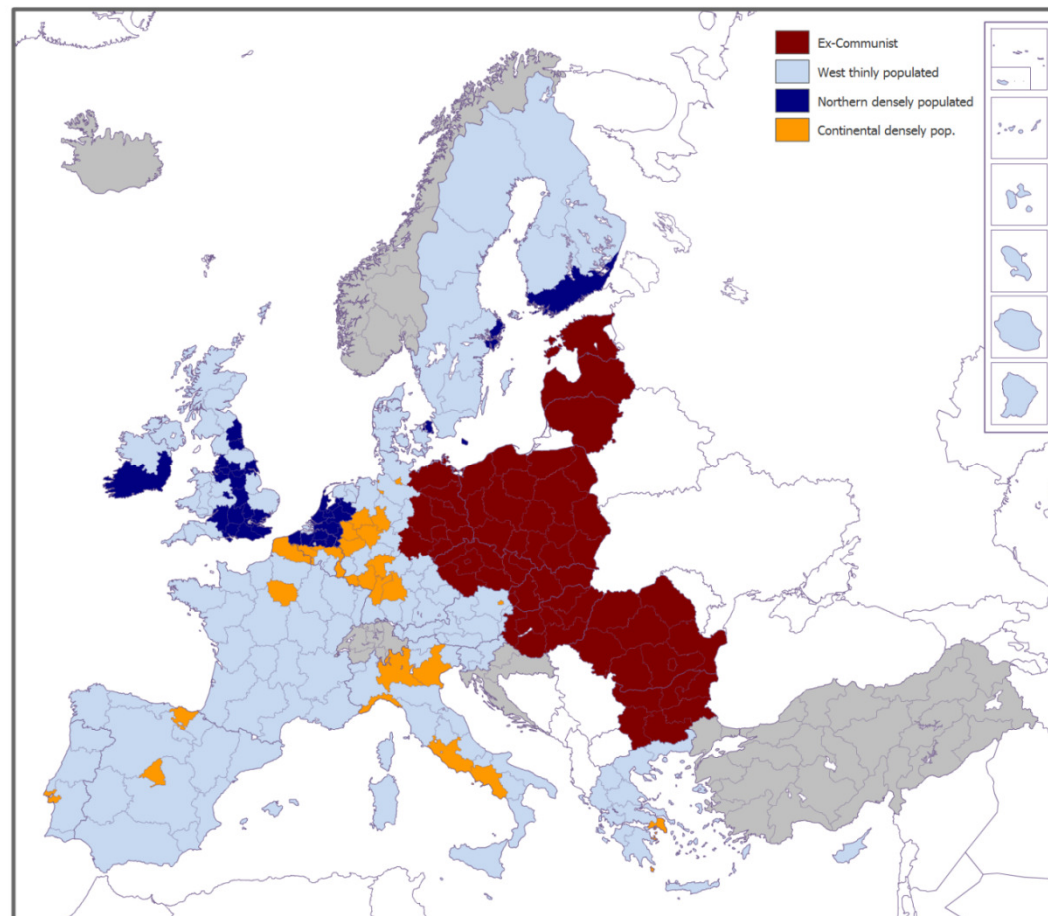 Ex-Communist
West thinly populated
Northern densely populated
Continental densely pop.